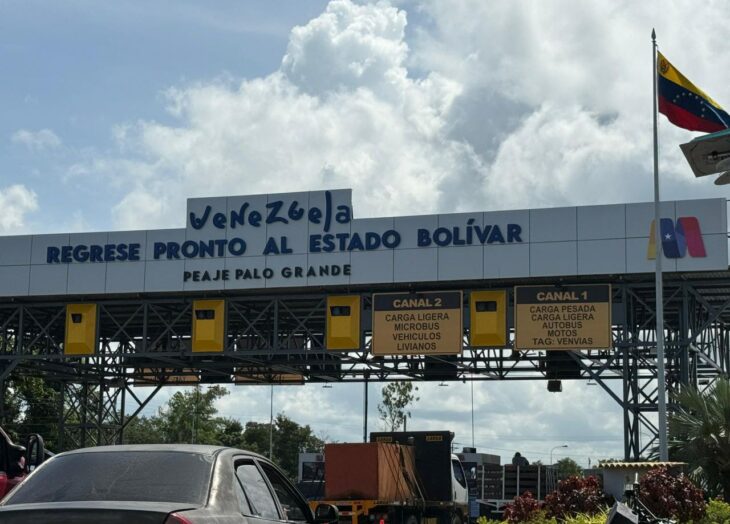 Venezuela
REGRESE PRONTO AL ESTADO BOLÍVAR
PEAJE PALO GRANDE
CANAL 2
CARGA LIGERA
MICROBUS
VEHICULOS
LIVIANOS
CANAL 1
CARGA PESADA
CARGA LIGERA
AUTOBUS
MOTOS
TAG: VENVIAS